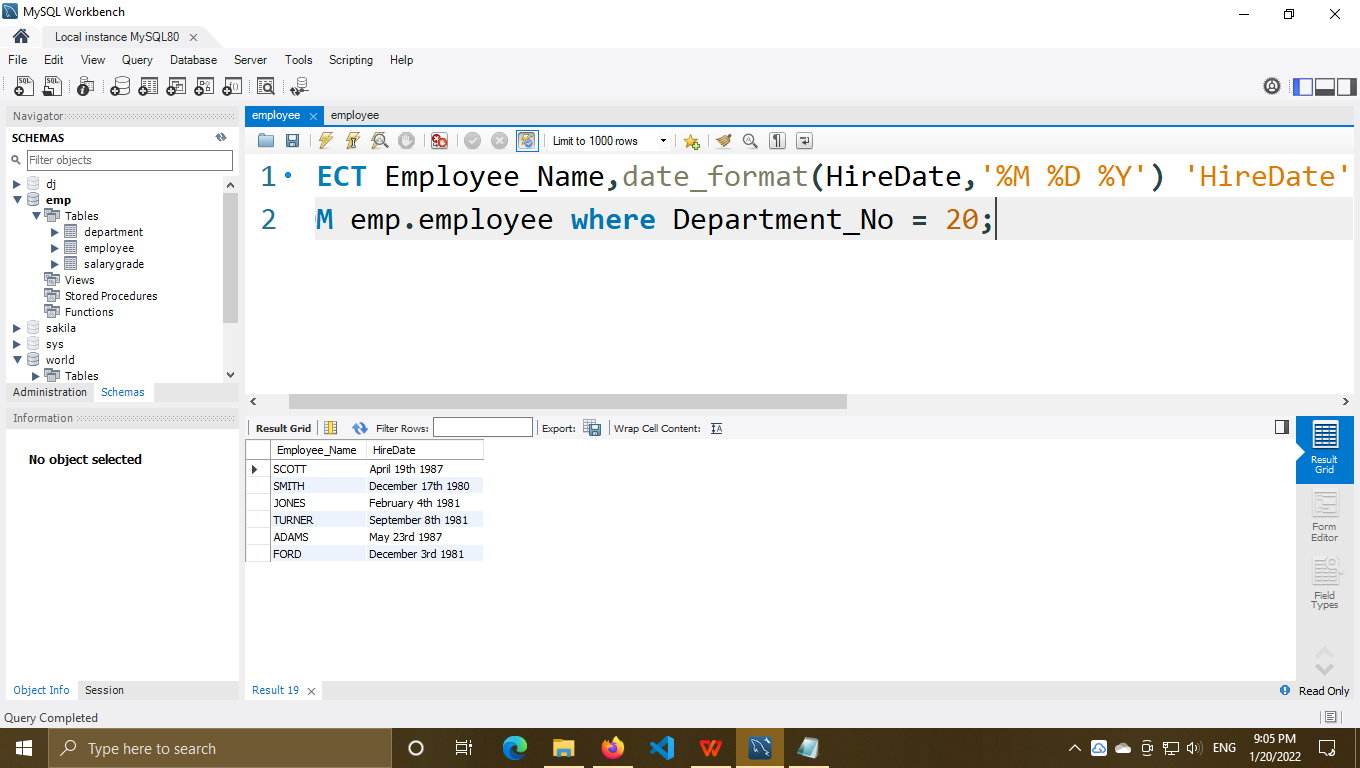 MySQL Workbench
Local instance MySQL80
File Edit View Query Database Server Tools Scripting Help
Navigator
SCHEMAS
Filter objects
dj
emp
Tables
department
employee
salarygrade
Views
Stored Procedures
Functions
sakila
sys
world
Tables
Administration Schemas
Information
No object selected
Object Info Session
employee employee
Limit to 1000 rows
1 ECT Employee_Name,date_format(HireDate,'%M %D %Y') 'HireDate'
2 M emp.employee where Department_No = 20;
Result Grid Filter Rows: Export: Wrap Cell Content:
Employee_Name HireDate
SCOTT April 19th 1987
SMITH December 17th 1980
JONES February 4th 1981
TURNER September 8th 1981
ADAMS May 23rd 1987
FORD December 3rd 1981
Result
Grid
Form
Editor
Field
Types
Result 19
Read Only
Query Completed
Type here to search
ENG
9:05 PM
1/20/2022